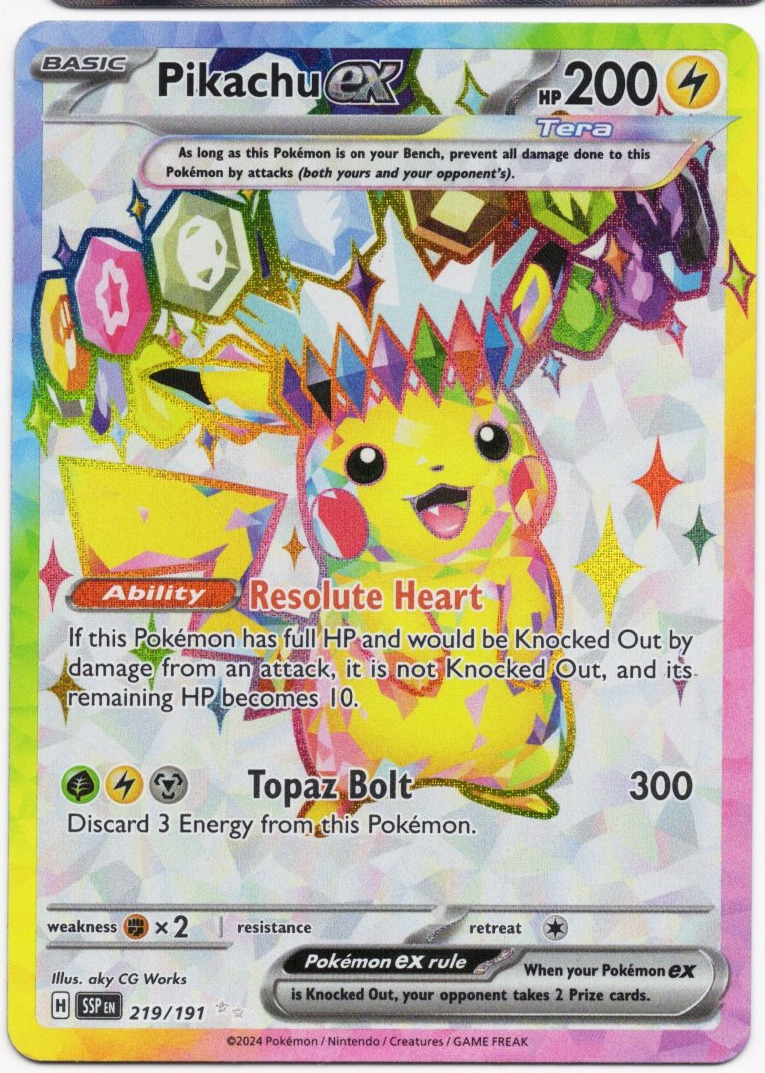 BASIC Pikachu ex HP 200
Tera
As long as this Pokémon is on your Bench, prevent all damage done to this
Pokémon by attacks (both yours and your opponent's).
Ability Resolute Heart
If this Pokémon has full HP and would be Knocked Out by
damage from an attack, it is not Knocked Out, and its
remaining HP becomes 10.
Topaz Bolt 300
Discard 3 Energy from this Pokémon.
weakness ×2 resistance retreat
Pokémon ex rule When your Pokémon ex
is Knocked Out, your opponent takes 2 Prize cards.
Illus. aky CG Works
H SSP EN 219/191
©2024 Pokémon / Nintendo / Creatures / GAME FREAK